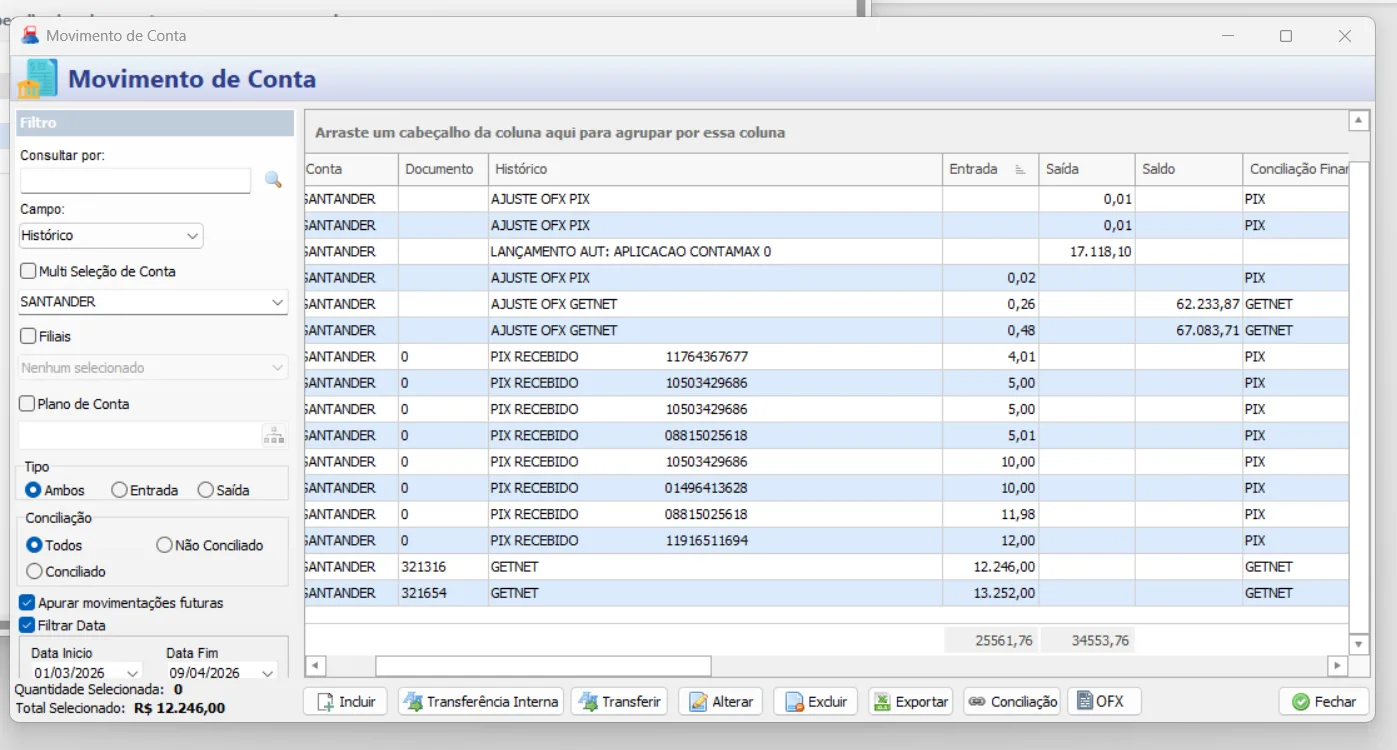 Movimento de Conta
Movimento de Conta
Filtro
Consultar por:
Campo:
Histórico
Multi Seleção de Conta
SANTANDER
Filiais
Nenhum selecionado
Plano de Conta
Tipo
Ambos Entrada Saída
Conciliação
Todos Não Conciliado
Conciliado
Apurar movimentações futuras
Filtrar Data
Data Inicio Data Fim
01/03/2026 09/04/2026
Quantidade Selecionada: 0
Total Selecionado: R$ 12.246,00
Arraste um cabeçalho da coluna aqui para agrupar por essa coluna
Conta Documento Histórico Entrada Saída Saldo Conciliação Finan
SANTANDER AJUSTE OFX PIX 0,01 PIX
SANTANDER AJUSTE OFX PIX 0,01 PIX
SANTANDER LANÇAMENTO AUT: APLICACAO CONTAMAX 0 17.118,10
SANTANDER AJUSTE OFX PIX 0,02 PIX
SANTANDER AJUSTE OFX GETNET 0,26 62.233,87 GETNET
SANTANDER AJUSTE OFX GETNET 0,48 67.083,71 GETNET
SANTANDER 0 PIX RECEBIDO 11764367677 4,01 PIX
SANTANDER 0 PIX RECEBIDO 10503429686 5,00 PIX
SANTANDER 0 PIX RECEBIDO 10503429686 5,00 PIX
SANTANDER 0 PIX RECEBIDO 08815025618 5,01 PIX
SANTANDER 0 PIX RECEBIDO 10503429686 10,00 PIX
SANTANDER 0 PIX RECEBIDO 01496413628 10,00 PIX
SANTANDER 0 PIX RECEBIDO 08815025618 11,98 PIX
SANTANDER 0 PIX RECEBIDO 11916511694 12,00 PIX
SANTANDER 321316 GETNET 12.246,00 GETNET
SANTANDER 321654 GETNET 13.252,00 GETNET
25561,76 34553,76
Incluir Transferência Interna Transferir Alterar Excluir Exportar Conciliação OFX Fechar